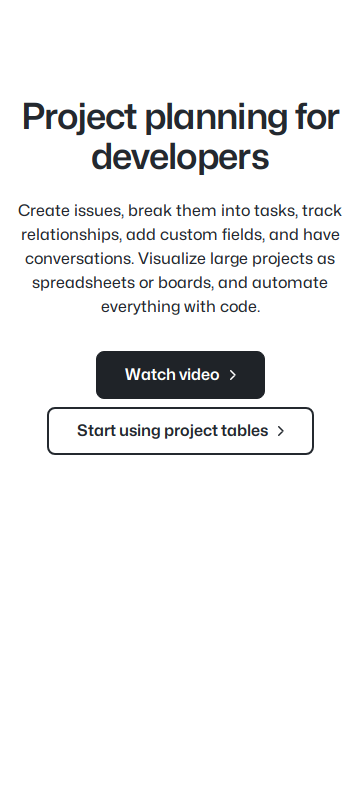 Project planning for
developers
Create issues, break them into tasks, track
relationships, add custom fields, and have
conversations. Visualize large projects as
spreadsheets or boards, and automate
everything with code.
Watch video
Start using project tables